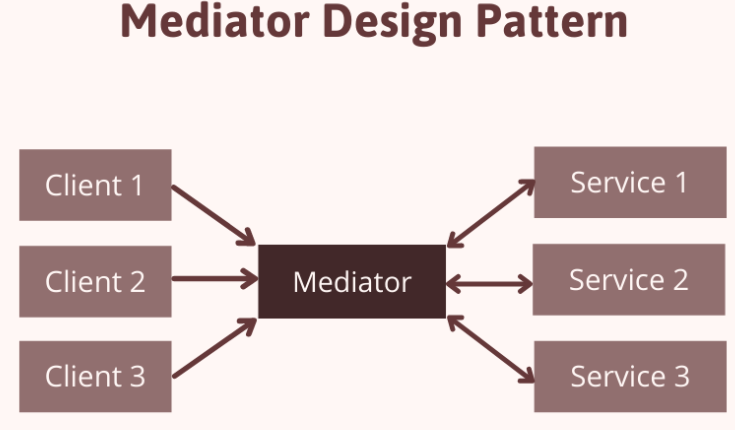 Mediator Design Pattern
Client 1
Client 2
Client 3
Mediator
Service 1
Service 2
Service 3